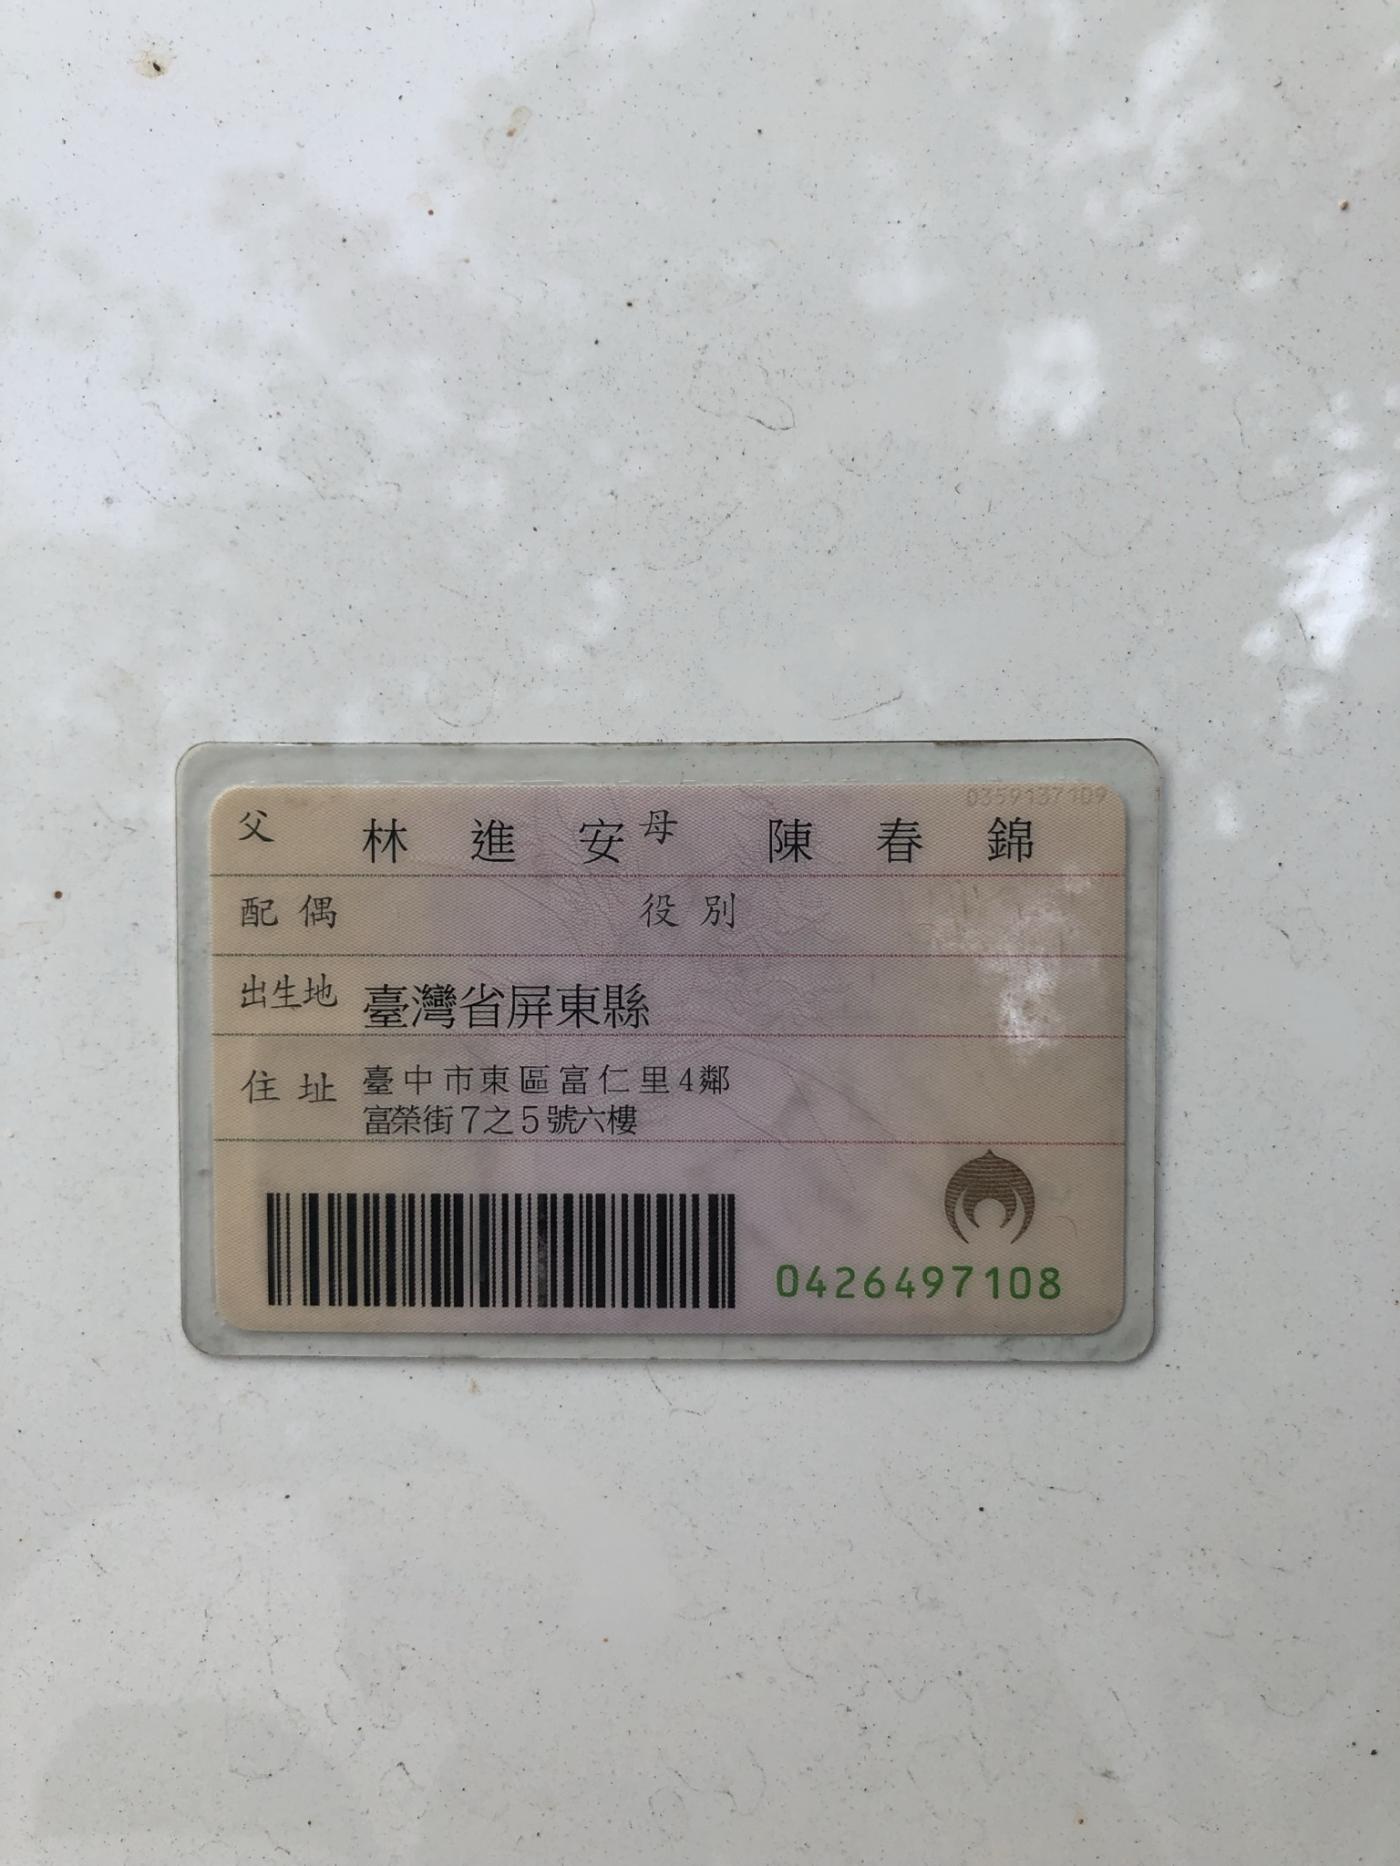 0359137109
父 林進安 母 陳春錦
配偶 役別
出生地 臺灣省屏東縣
住址 臺中市東區富仁里4鄰
富榮街7之5號六樓
0426497108